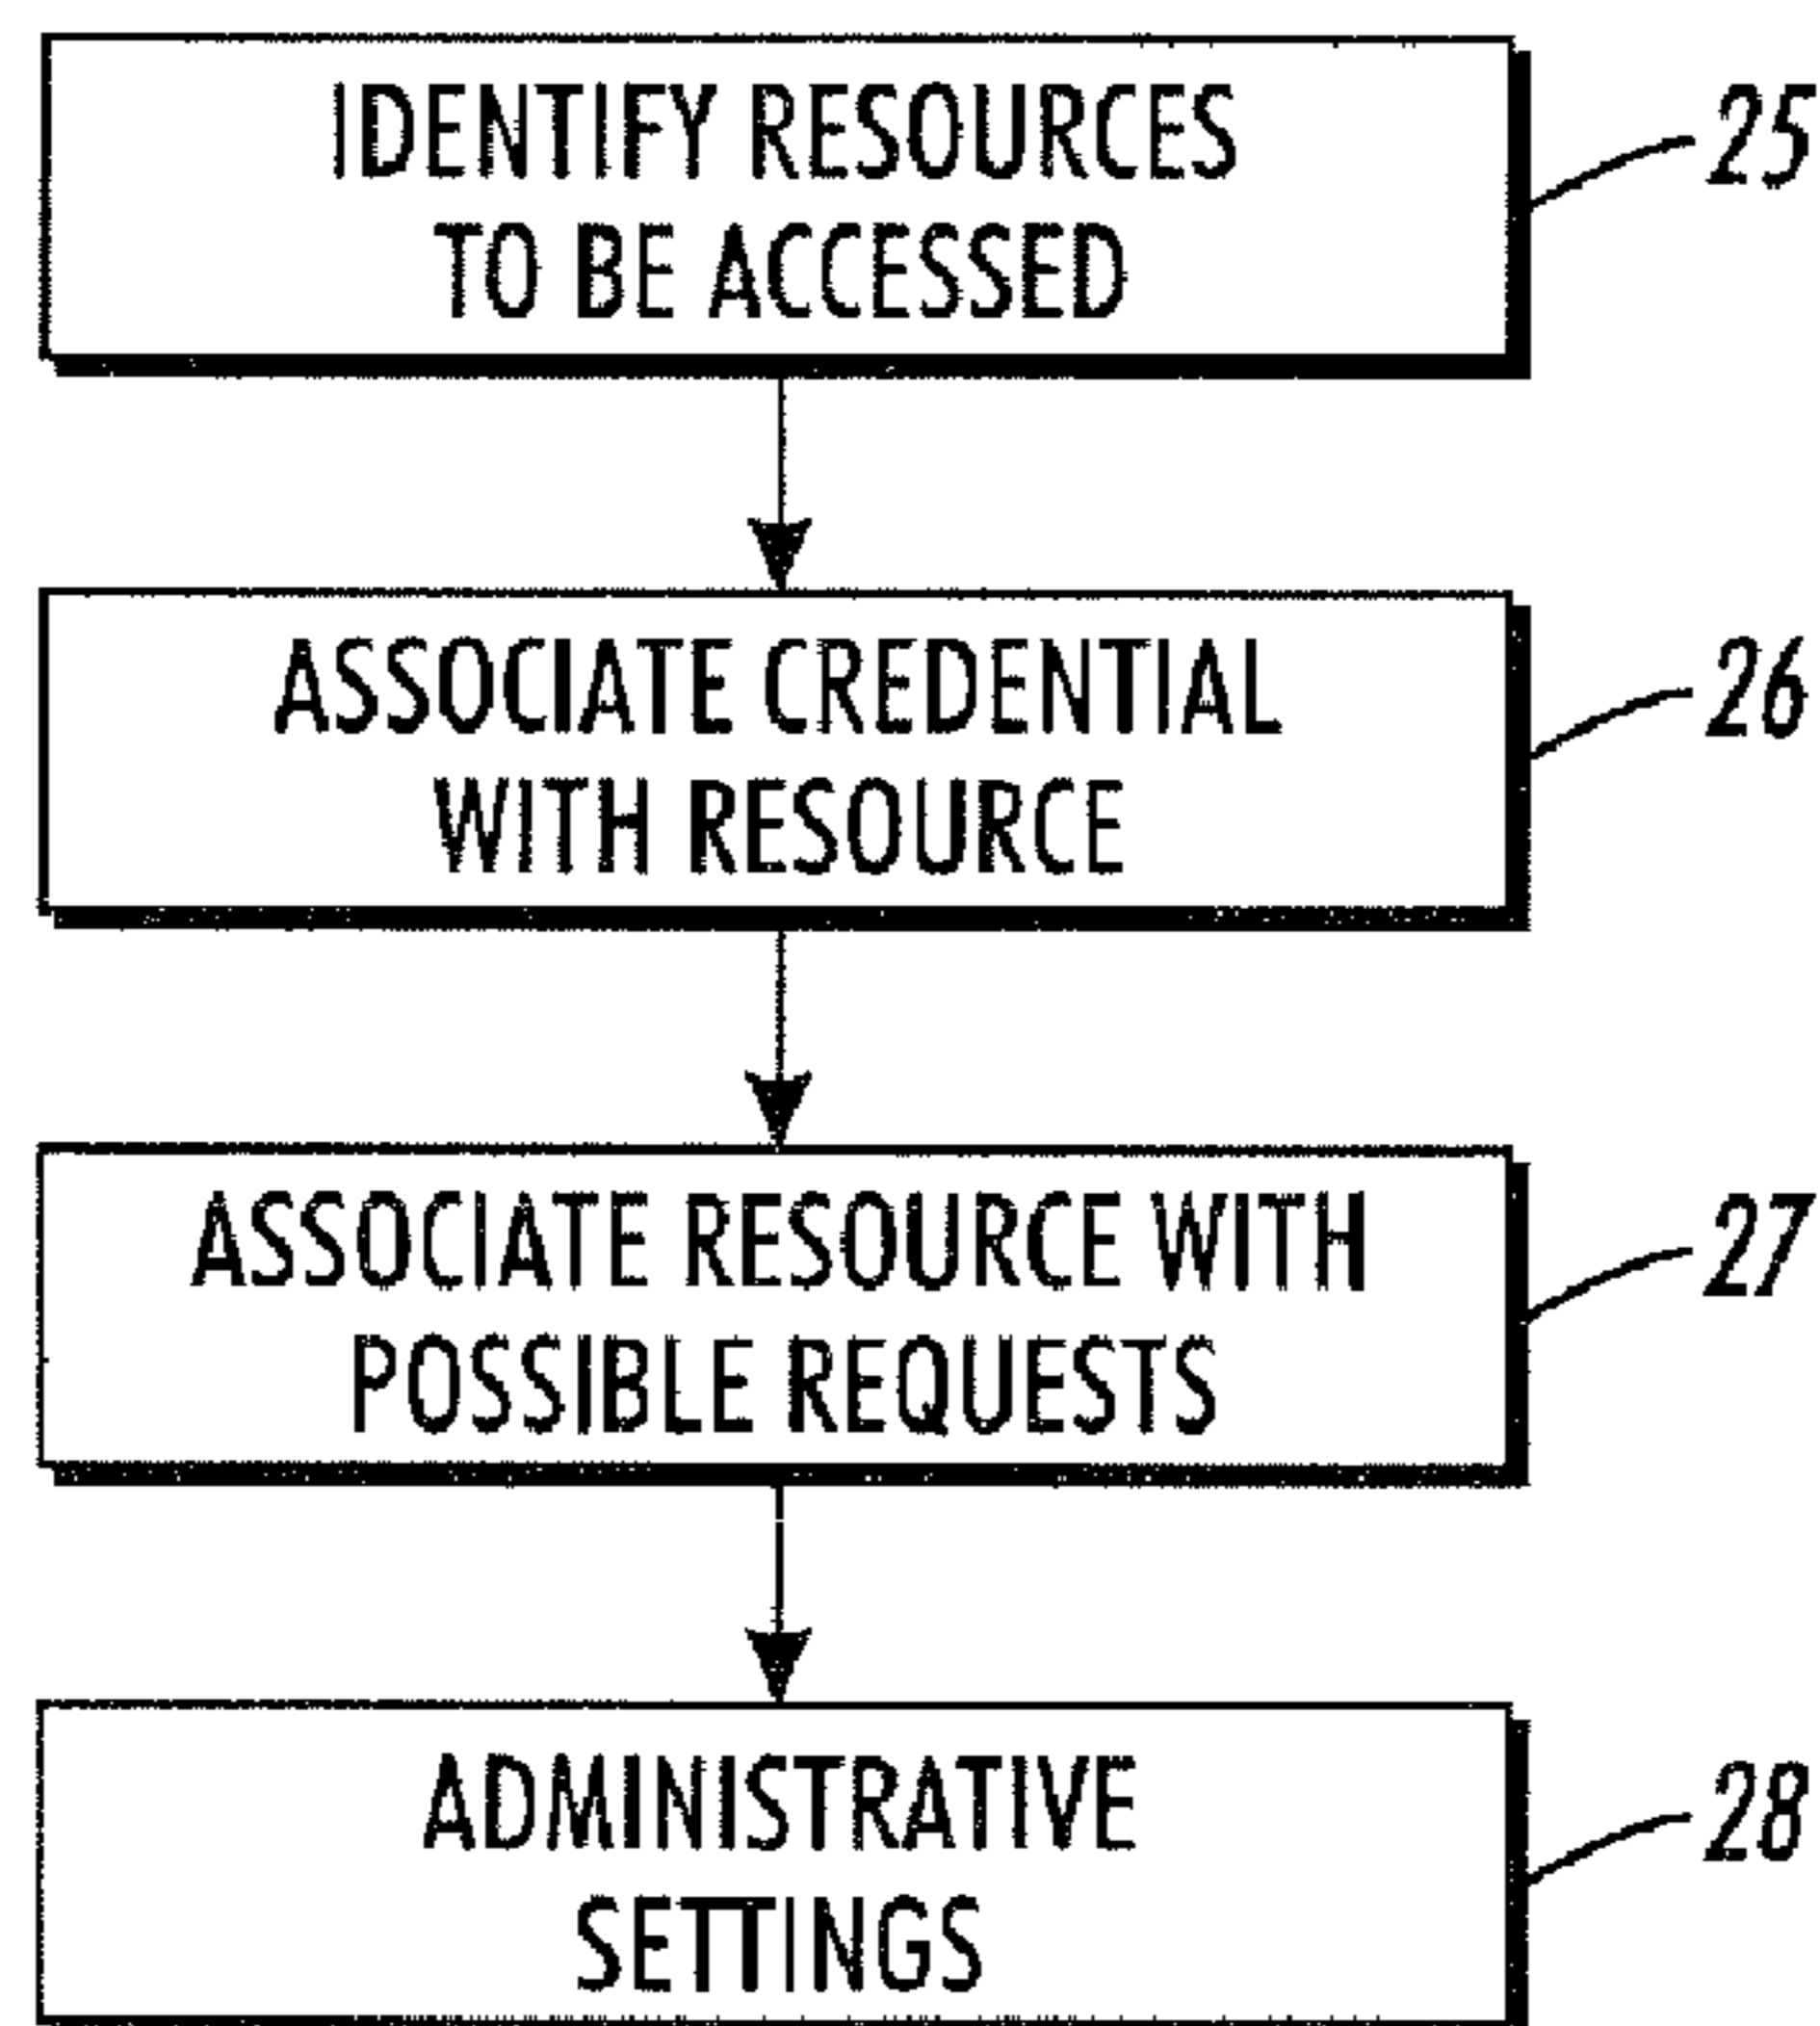 IDENTIFY RESOURCES
TO BE ACCESSED
25
ASSOCIATE CREDENTIAL
WITH RESOURCE
26
ASSOCIATE RESOURCE WITH
POSSIBLE REQUESTS
27
ADMINISTRATIVE
SETTINGS
28